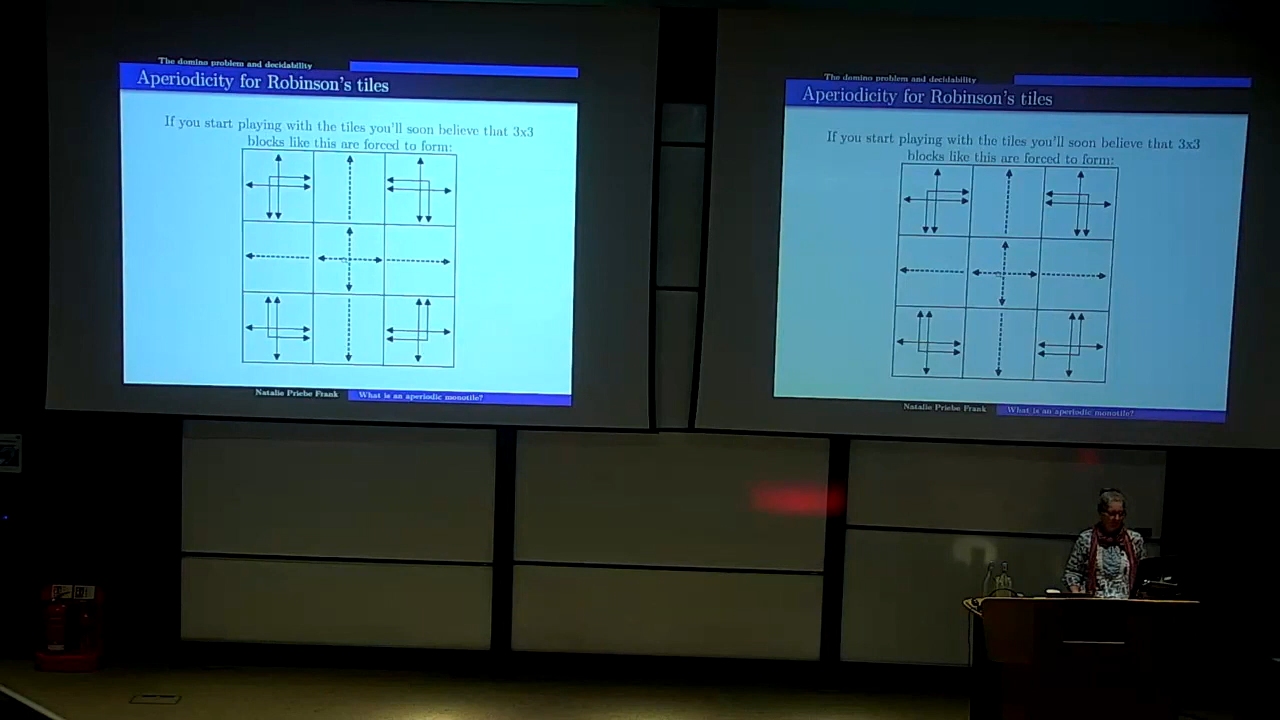 The domino problem and decidability
Aperiodicity for Robinson's tiles
If you start playing with the tiles you'll soon believe that 3x3
blocks like this are forced to form:
Natalie Priebe Frank
What is an aperiodic monotile?
The domino problem and decidability
Aperiodicity for Robinson's tiles
If you start playing with the tiles you'll soon believe that 3x3
blocks like this are forced to form:
Natalie Priebe Frank
What is an aperiodic monotile?